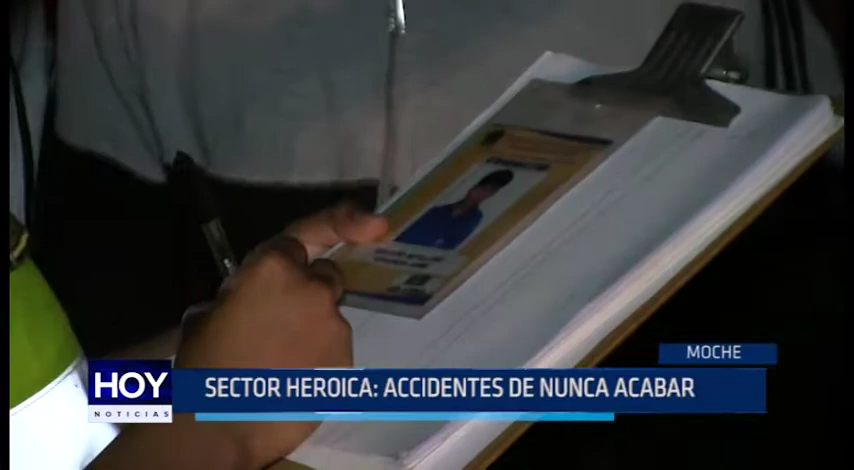 MOCHE
HOY
NOTICIAS
SECTOR HEROICA: ACCIDENTES DE NUNCA ACABAR